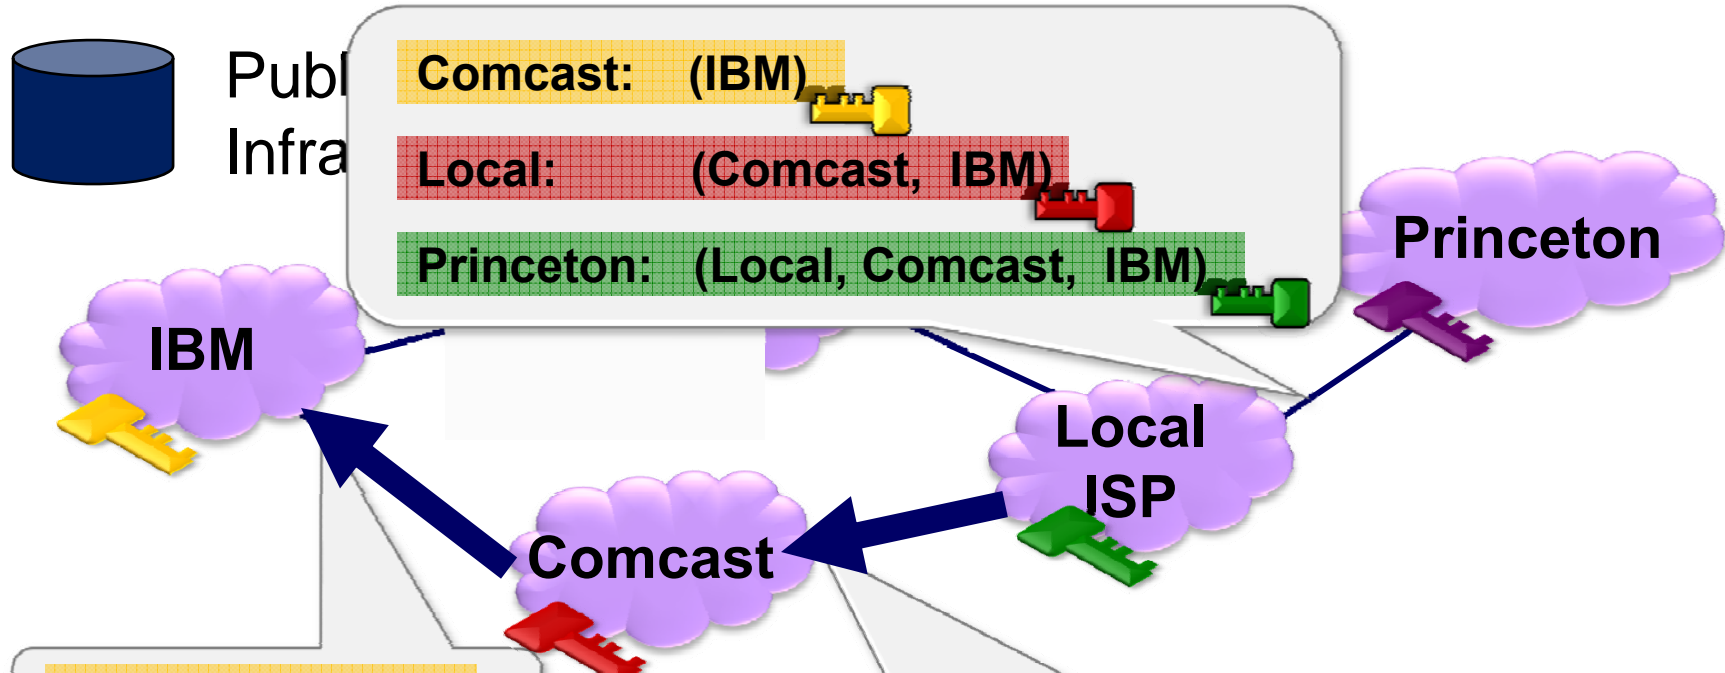 Publ
Infra
Comcast: (IBM)
Local: (Comcast, IBM)
Princeton: (Local, Comcast, IBM)
Princeton
IBM
Local
ISP
Comcast